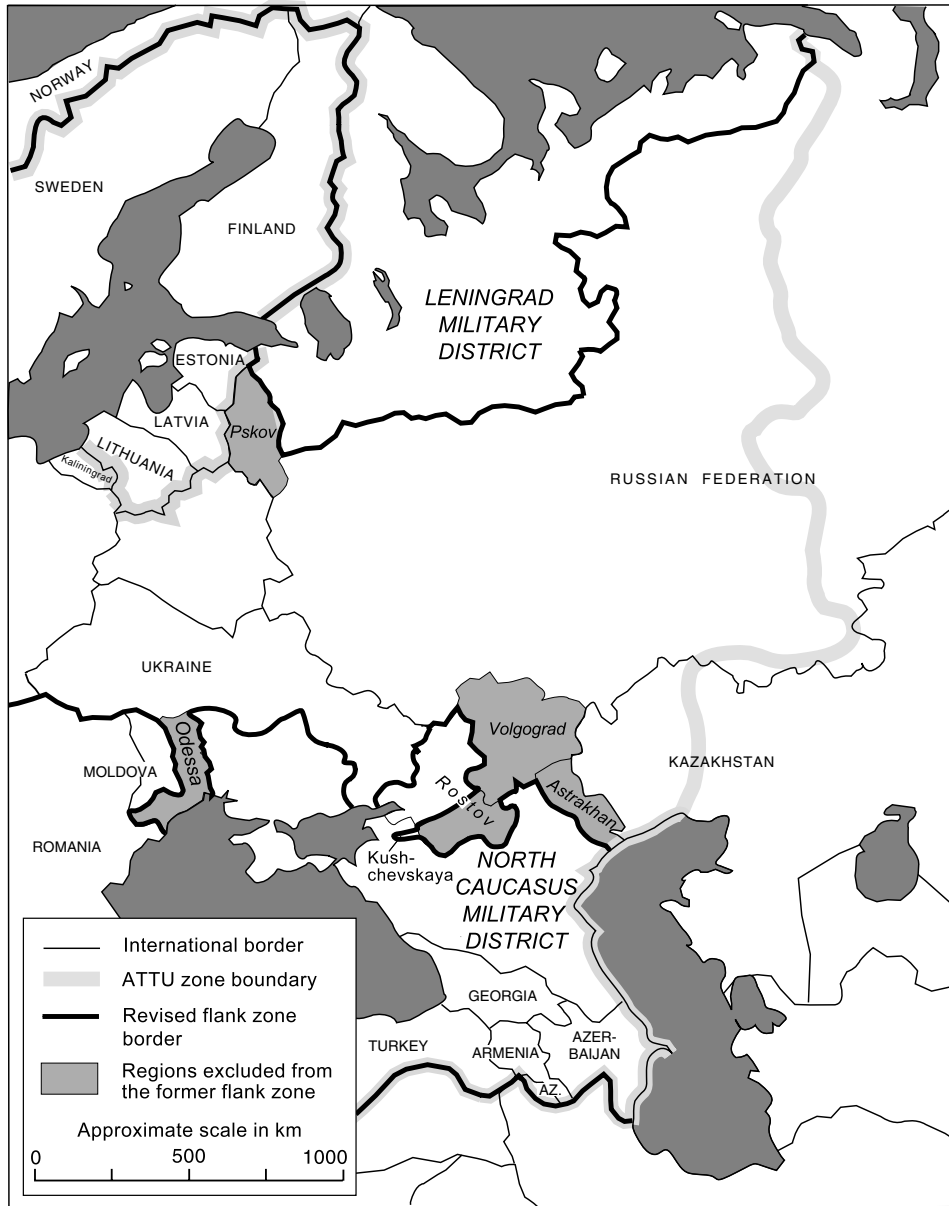 NORWAY
SWEDEN
FINLAND
LENINGRAD
MILITARY
DISTRICT
ESTONIA
LATVIA
Pskov
LITHUANIA
Kaliningrad
RUSSIAN FEDERATION
UKRAINE
Odessa
Volgograd
MOLDOVA
KAZAKHSTAN
Astrakhan
Rostov
ROMANIA
Kush-
chevskaya
NORTH
CAUCASUS
MILITARY
DISTRICT
GEORGIA
TURKEY
ARMENIA
AZER-
BAIJAN
AZ.
International border
ATTU zone boundary
Revised flank zone
border
Regions excluded from
the former flank zone
Approximate scale in km
0 500 1000